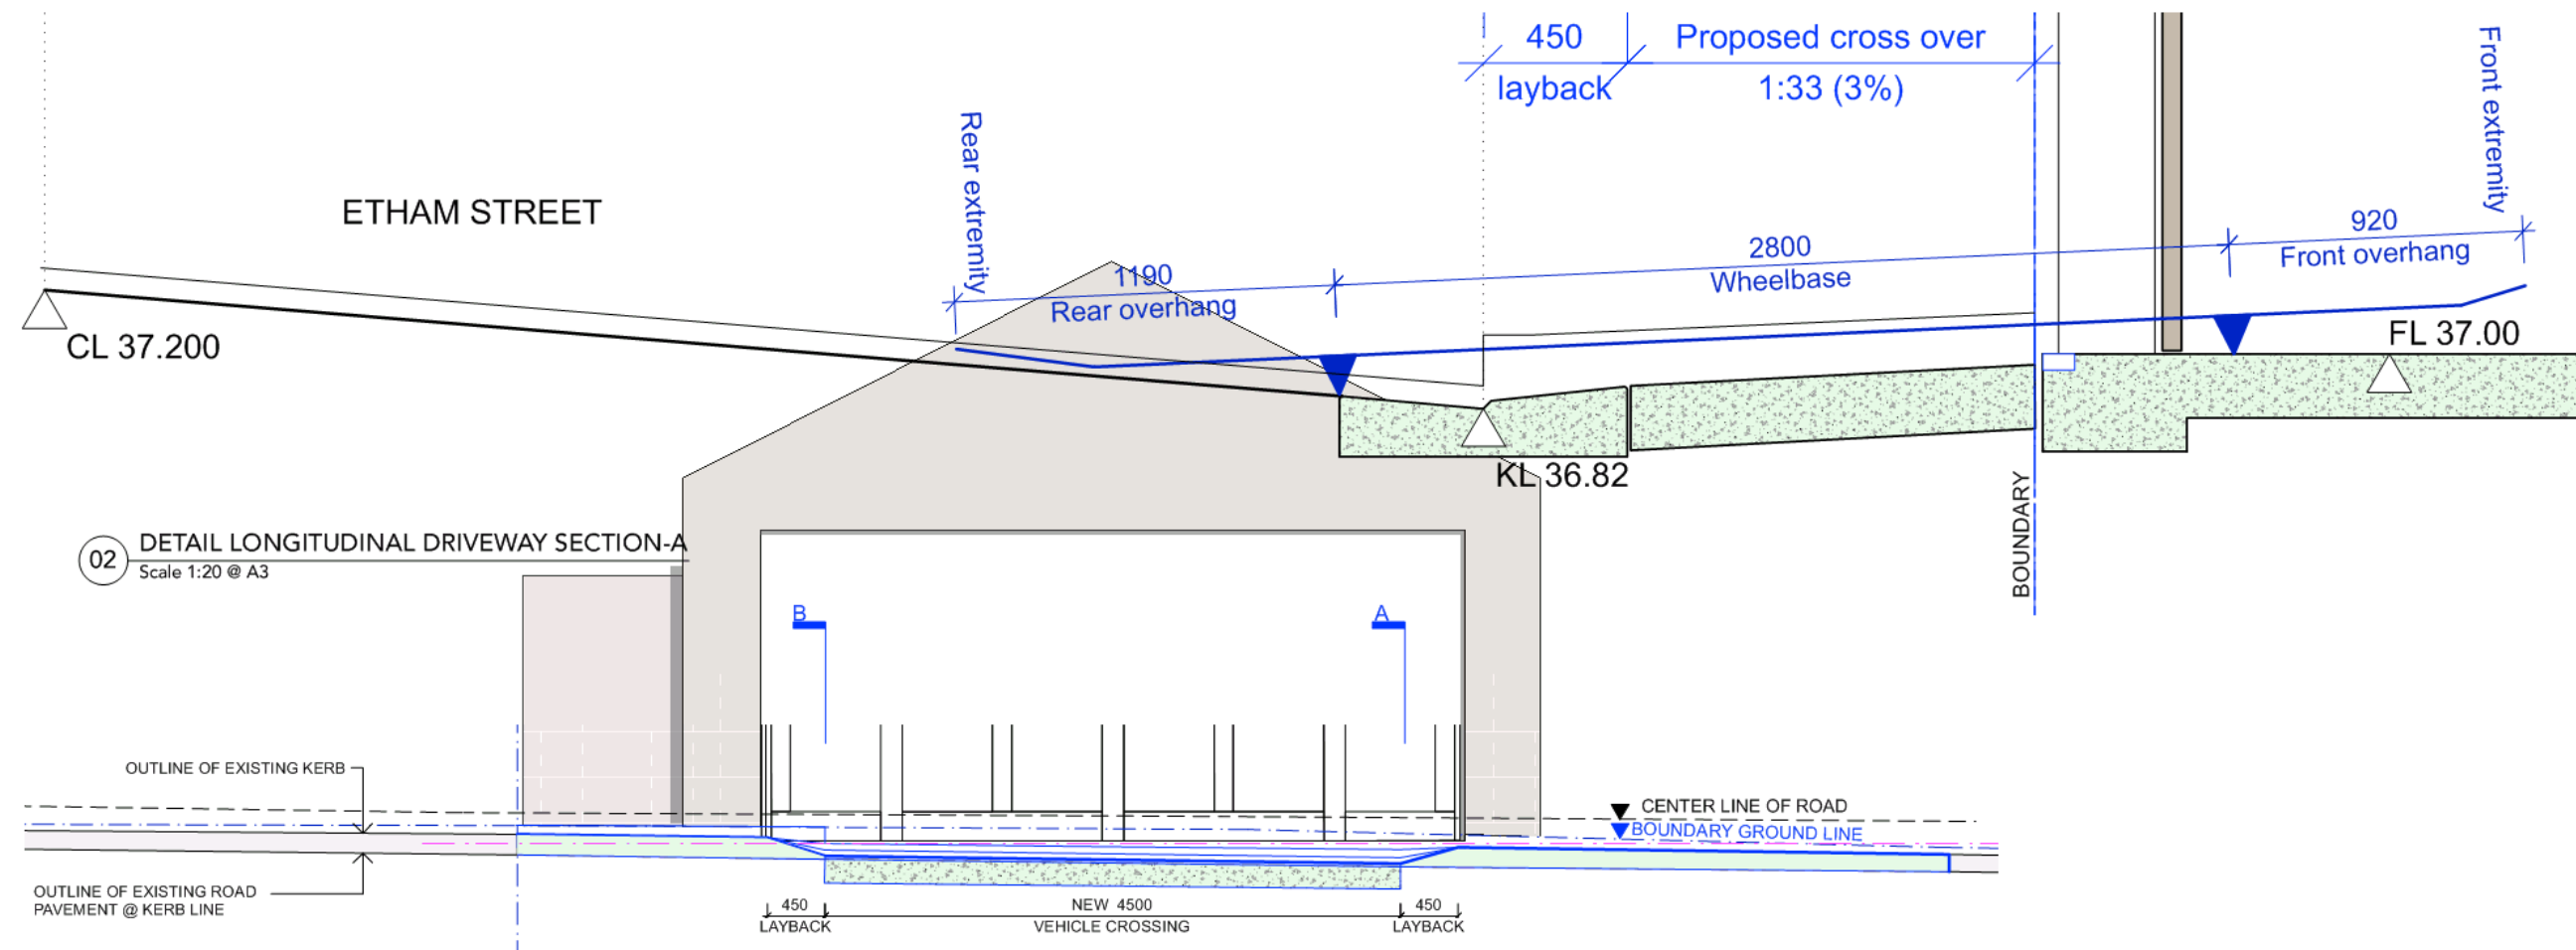 450
layback
Proposed cross over
1:33 (3%)
Front extremity
Rear extremity
ETHAM STREET
920
Front overhang
2800
Wheelbase
1190
Rear overhang
CL 37.200
FL 37.00
KL 36.82
BOUNDARY
02
DETAIL LONGITUDINAL DRIVEWAY SECTION-A
Scale 1:20 @ A3
B
A
OUTLINE OF EXISTING KERB
CENTER LINE OF ROAD
BOUNDARY GROUND LINE
OUTLINE OF EXISTING ROAD
PAVEMENT @ KERB LINE
450
LAYBACK
NEW 4500
VEHICLE CROSSING
450
LAYBACK